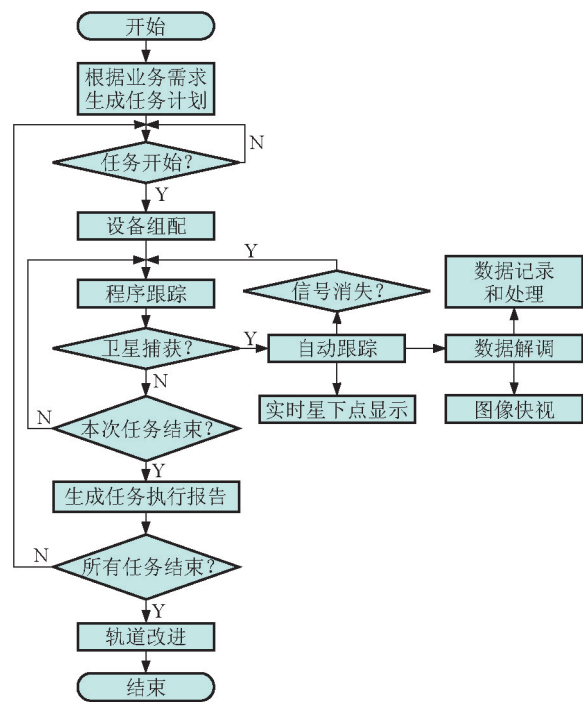 开始
根据业务需求
生成任务计划
N
任务开始?
Y
设备组配
Y
程序跟踪
信号消失?
数据记录
和处理
卫星捕获?
Y
自动跟踪
数据解调
N
实时星下点显示
图像快视
N
本次任务结束?
Y
生成任务执行报告
N
所有任务结束?
Y
轨道改进
结束